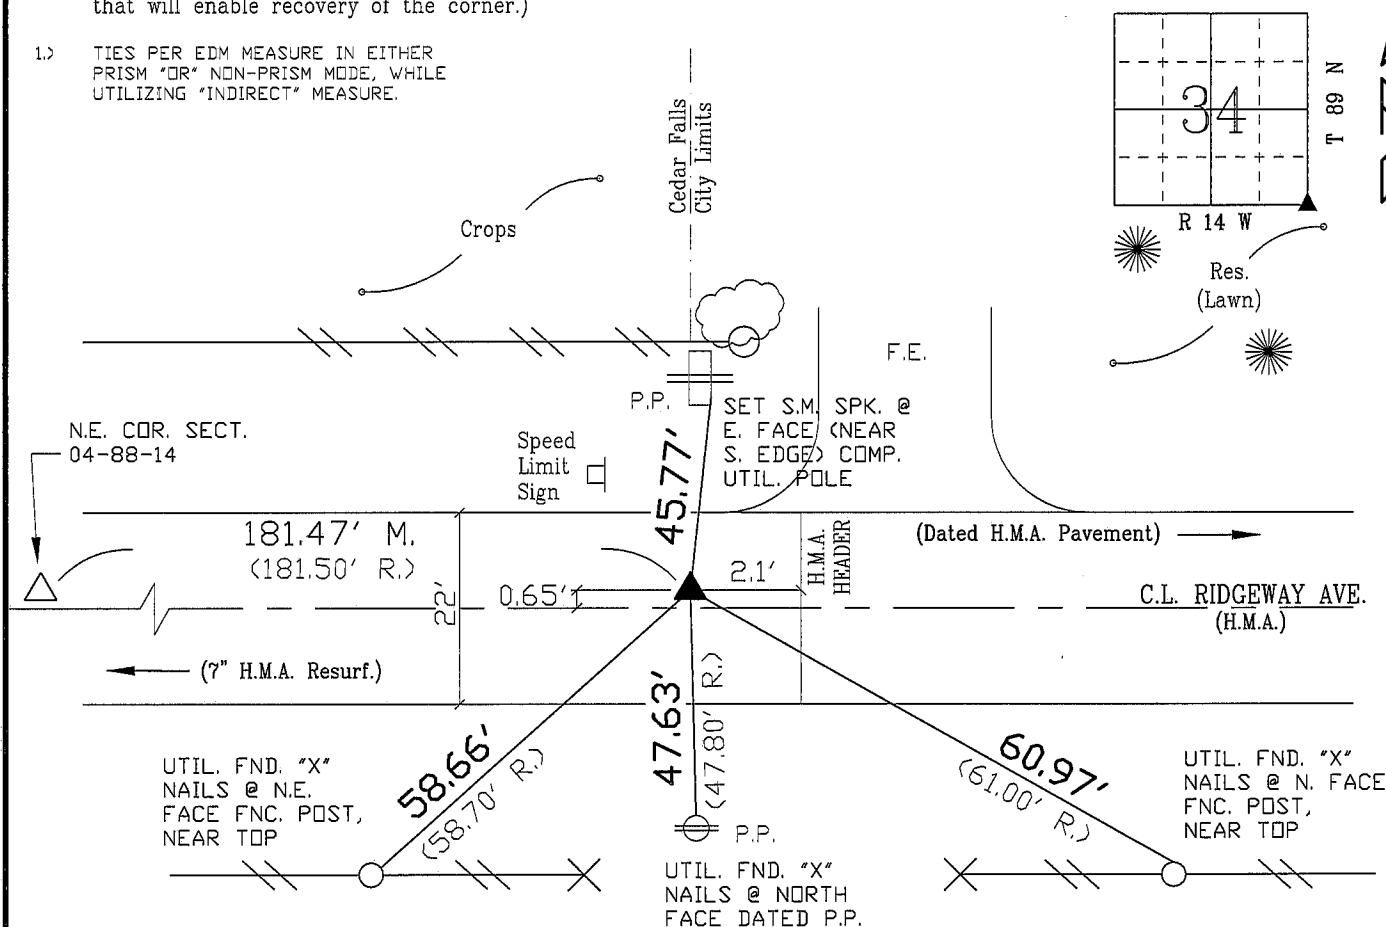 that will enable recovery of the corner.)
1.) TIES PER EDM MEASURE IN EITHER
PRISM "OR" NON-PRISM MODE, WHILE
UTILIZING "INDIRECT" MEASURE.
Cedar Falls
City Limits
34
T 89 N
R 14 W
Crops
Res.
(Lawn)
F.E.
P.P.
SET S.M. SPK. @
E. FACE (NEAR
S. EDGE) COMP.
UTIL. POLE
N.E. COR. SECT.
04-88-14
Speed
Limit
Sign
45.77'
181.47' M.
(181.50' R.)
22'
0.65'
2.1'
H.M.A.
HEADER
(Dated H.M.A. Pavement)
C.L. RIDGEWAY AVE.
(H.M.A.)
(7" H.M.A. Resurf.)
58.66'
(58.70' R.)
47.63'
(47.80' R.)
60.97'
(61.00' R.)
UTIL. FND. "X"
NAILS @ N.E.
FACE FNC. POST,
NEAR TOP
P.P.
UTIL. FND. "X"
NAILS @ NORTH
FACE DATED P.P.
UTIL. FND. "X"
NAILS @ N. FACE
FNC. POST,
NEAR TOP